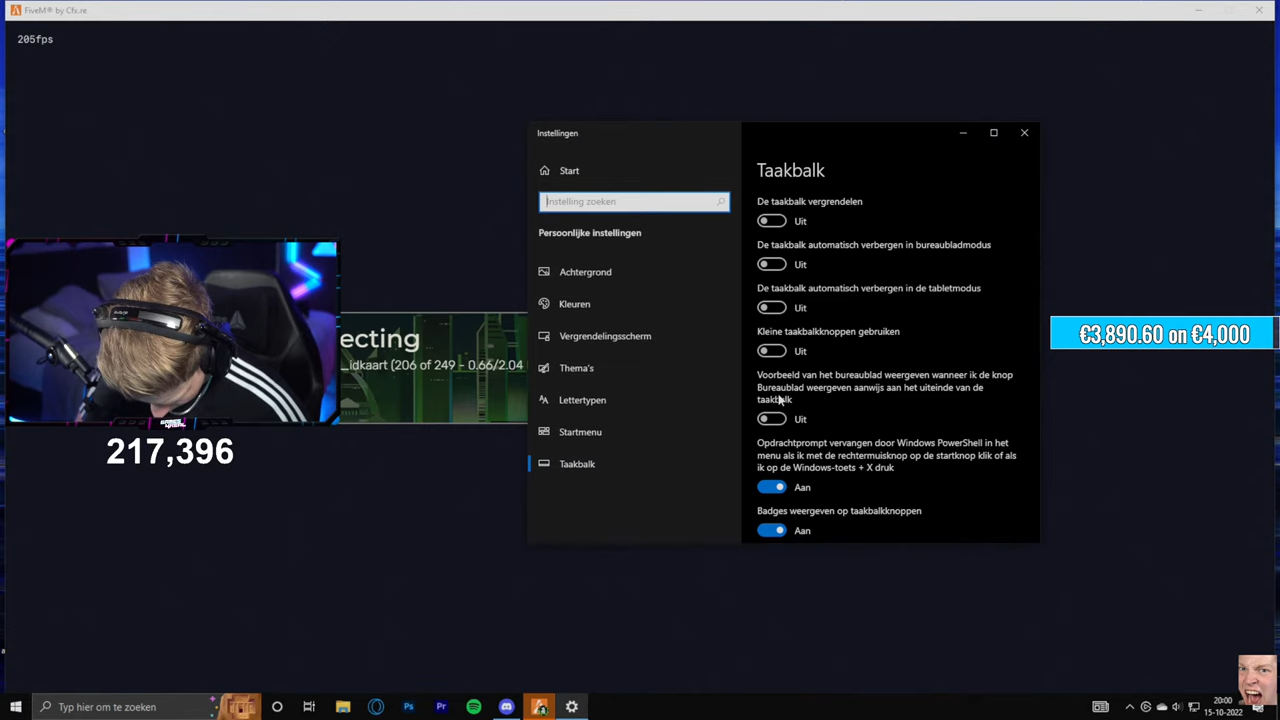 FiveM® by Cfx.re
205fps
Instellingen
Start
Instelling zoeken
Persoonlijke instellingen
Achtergrond
Kleuren
Vergrendelingsscherm
Thema's
Lettertypen
Startmenu
Taakbalk
Taakbalk
De taakbalk vergrendelen
Uit
De taakbalk automatisch verbergen in bureaubladmodus
Uit
De taakbalk automatisch verbergen in de tabletmodus
Uit
Kleine taakbalkknoppen gebruiken
Uit
Voorbeeld van het bureaublad weergeven wanneer ik de knop
Bureaublad weergeven aanwijs aan het uiteinde van de
taakbalk
Uit
Opdrachtprompt vervangen door Windows PowerShell in het
menu als ik met de rechtermuisknop op de startknop klik of als
ik op de Windows-toets + X druk
Aan
Badges weergeven op taakbalkknoppen
Aan
ecting
_idkaart (206 of 249 - 0.66/2.04
€3,890.60 on €4,000
217,396
Typ hier om te zoeken
Ps
Pr
20:00
15-10-2022